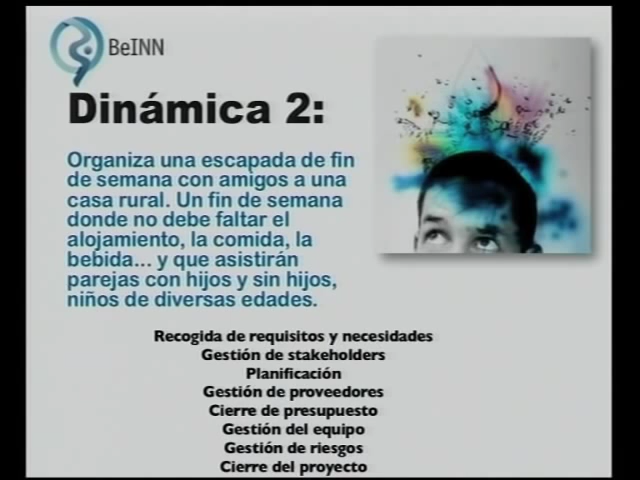 BeINN
Dinámica 2:
Organiza una escapada de fin
de semana con amigos a una
casa rural. Un fin de semana
donde no debe faltar el
alojamiento, la comida, la
bebida... y que asistirán
parejas con hijos y sin hijos,
niños de diversas edades.
Recogida de requisitos y necesidades
Gestión de stakeholders
Planificación
Gestión de proveedores
Cierre de presupuesto
Gestión del equipo
Gestión de riesgos
Cierre del proyecto